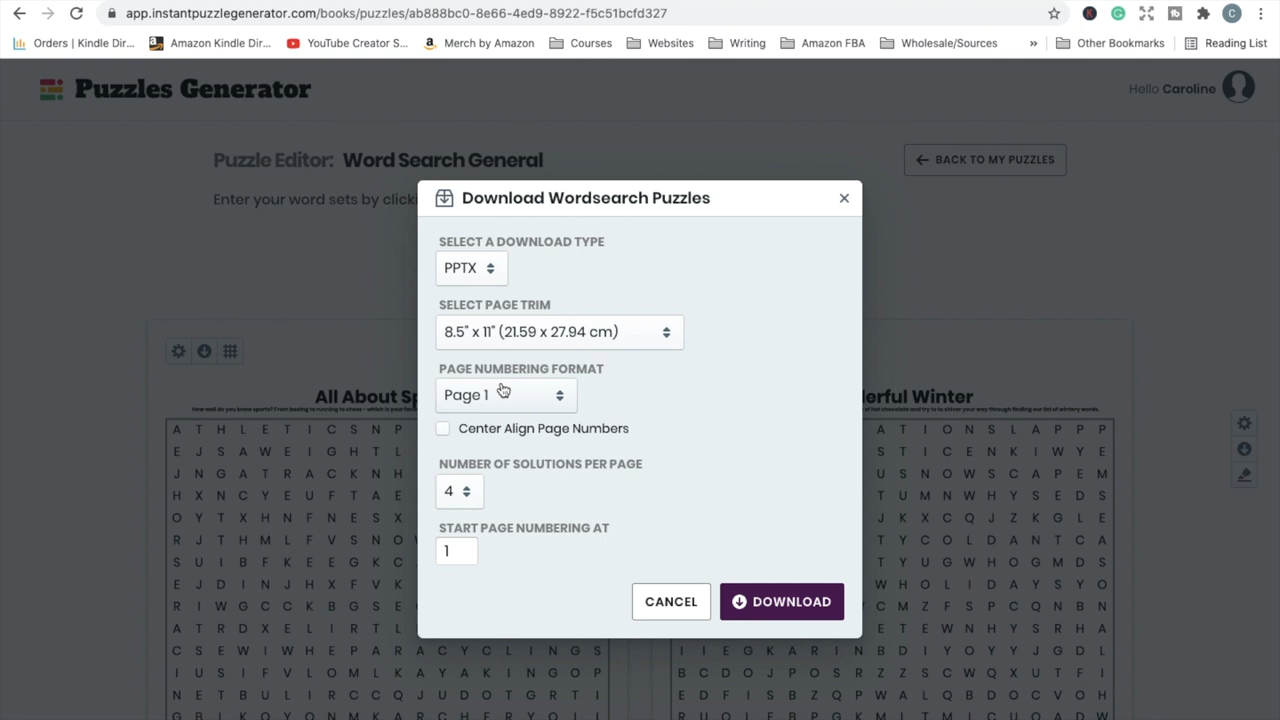 app.instantpuzzlegenerator.com/books/puzzles/ab888bc0-8e66-4ed9-8922-f5c51bcfd327
Orders | Kindle Dir... Amazon Kindle Dir... YouTube Creator S... Merch by Amazon Courses Websites Writing Amazon FBA Wholesale/Sources » Other Bookmarks Reading List
Puzzles Generator
Hello Caroline
Puzzle Editor: Word Search General
BACK TO MY PUZZLES
Enter your word sets by clicki
Download Wordsearch Puzzles
SELECT A DOWNLOAD TYPE
PPTX
SELECT PAGE TRIM
8.5" x 11" (21.59 x 27.94 cm)
PAGE NUMBERING FORMAT
Page 1
Center Align Page Numbers
NUMBER OF SOLUTIONS PER PAGE
4
START PAGE NUMBERING AT
1
CANCEL
DOWNLOAD
All About Sp
derful Winter
A T H L E T I C S N P A T I O N S L A P P P
E J S A W E I G H T L S T I C E N K I W Y E
J N G A T R A C K N H U S N O W S C A P E M
H X N C Y E U F T A E T U M N W H Y S E D S
O Y T X H N F N E S X J K X C Q J Z K G L E
R J T H M L F V S N O T Y C O L D A N T C A
S U I B F K E E G K C T Y U G W H O G M D S
E J D I N J H X F V K W H O L I D A Y S Y O
R I W G C C K B G S E C M Z F S P C Q N B N
A T R D X E L I R T L E T E W N H Y S R H A
C S E W I W H E P A R A C Y C L I N G S I I E G K A R I N B D I Y O Y Y J G D L
I U S I F V L O M L K A Y A K I N G O P B C D O J P O S R Z Z S C W Q X U T F I
N E T B U L I R C C Q J U D O T G R T I E D F I S B Z Q P W A L Q B D O C V O H